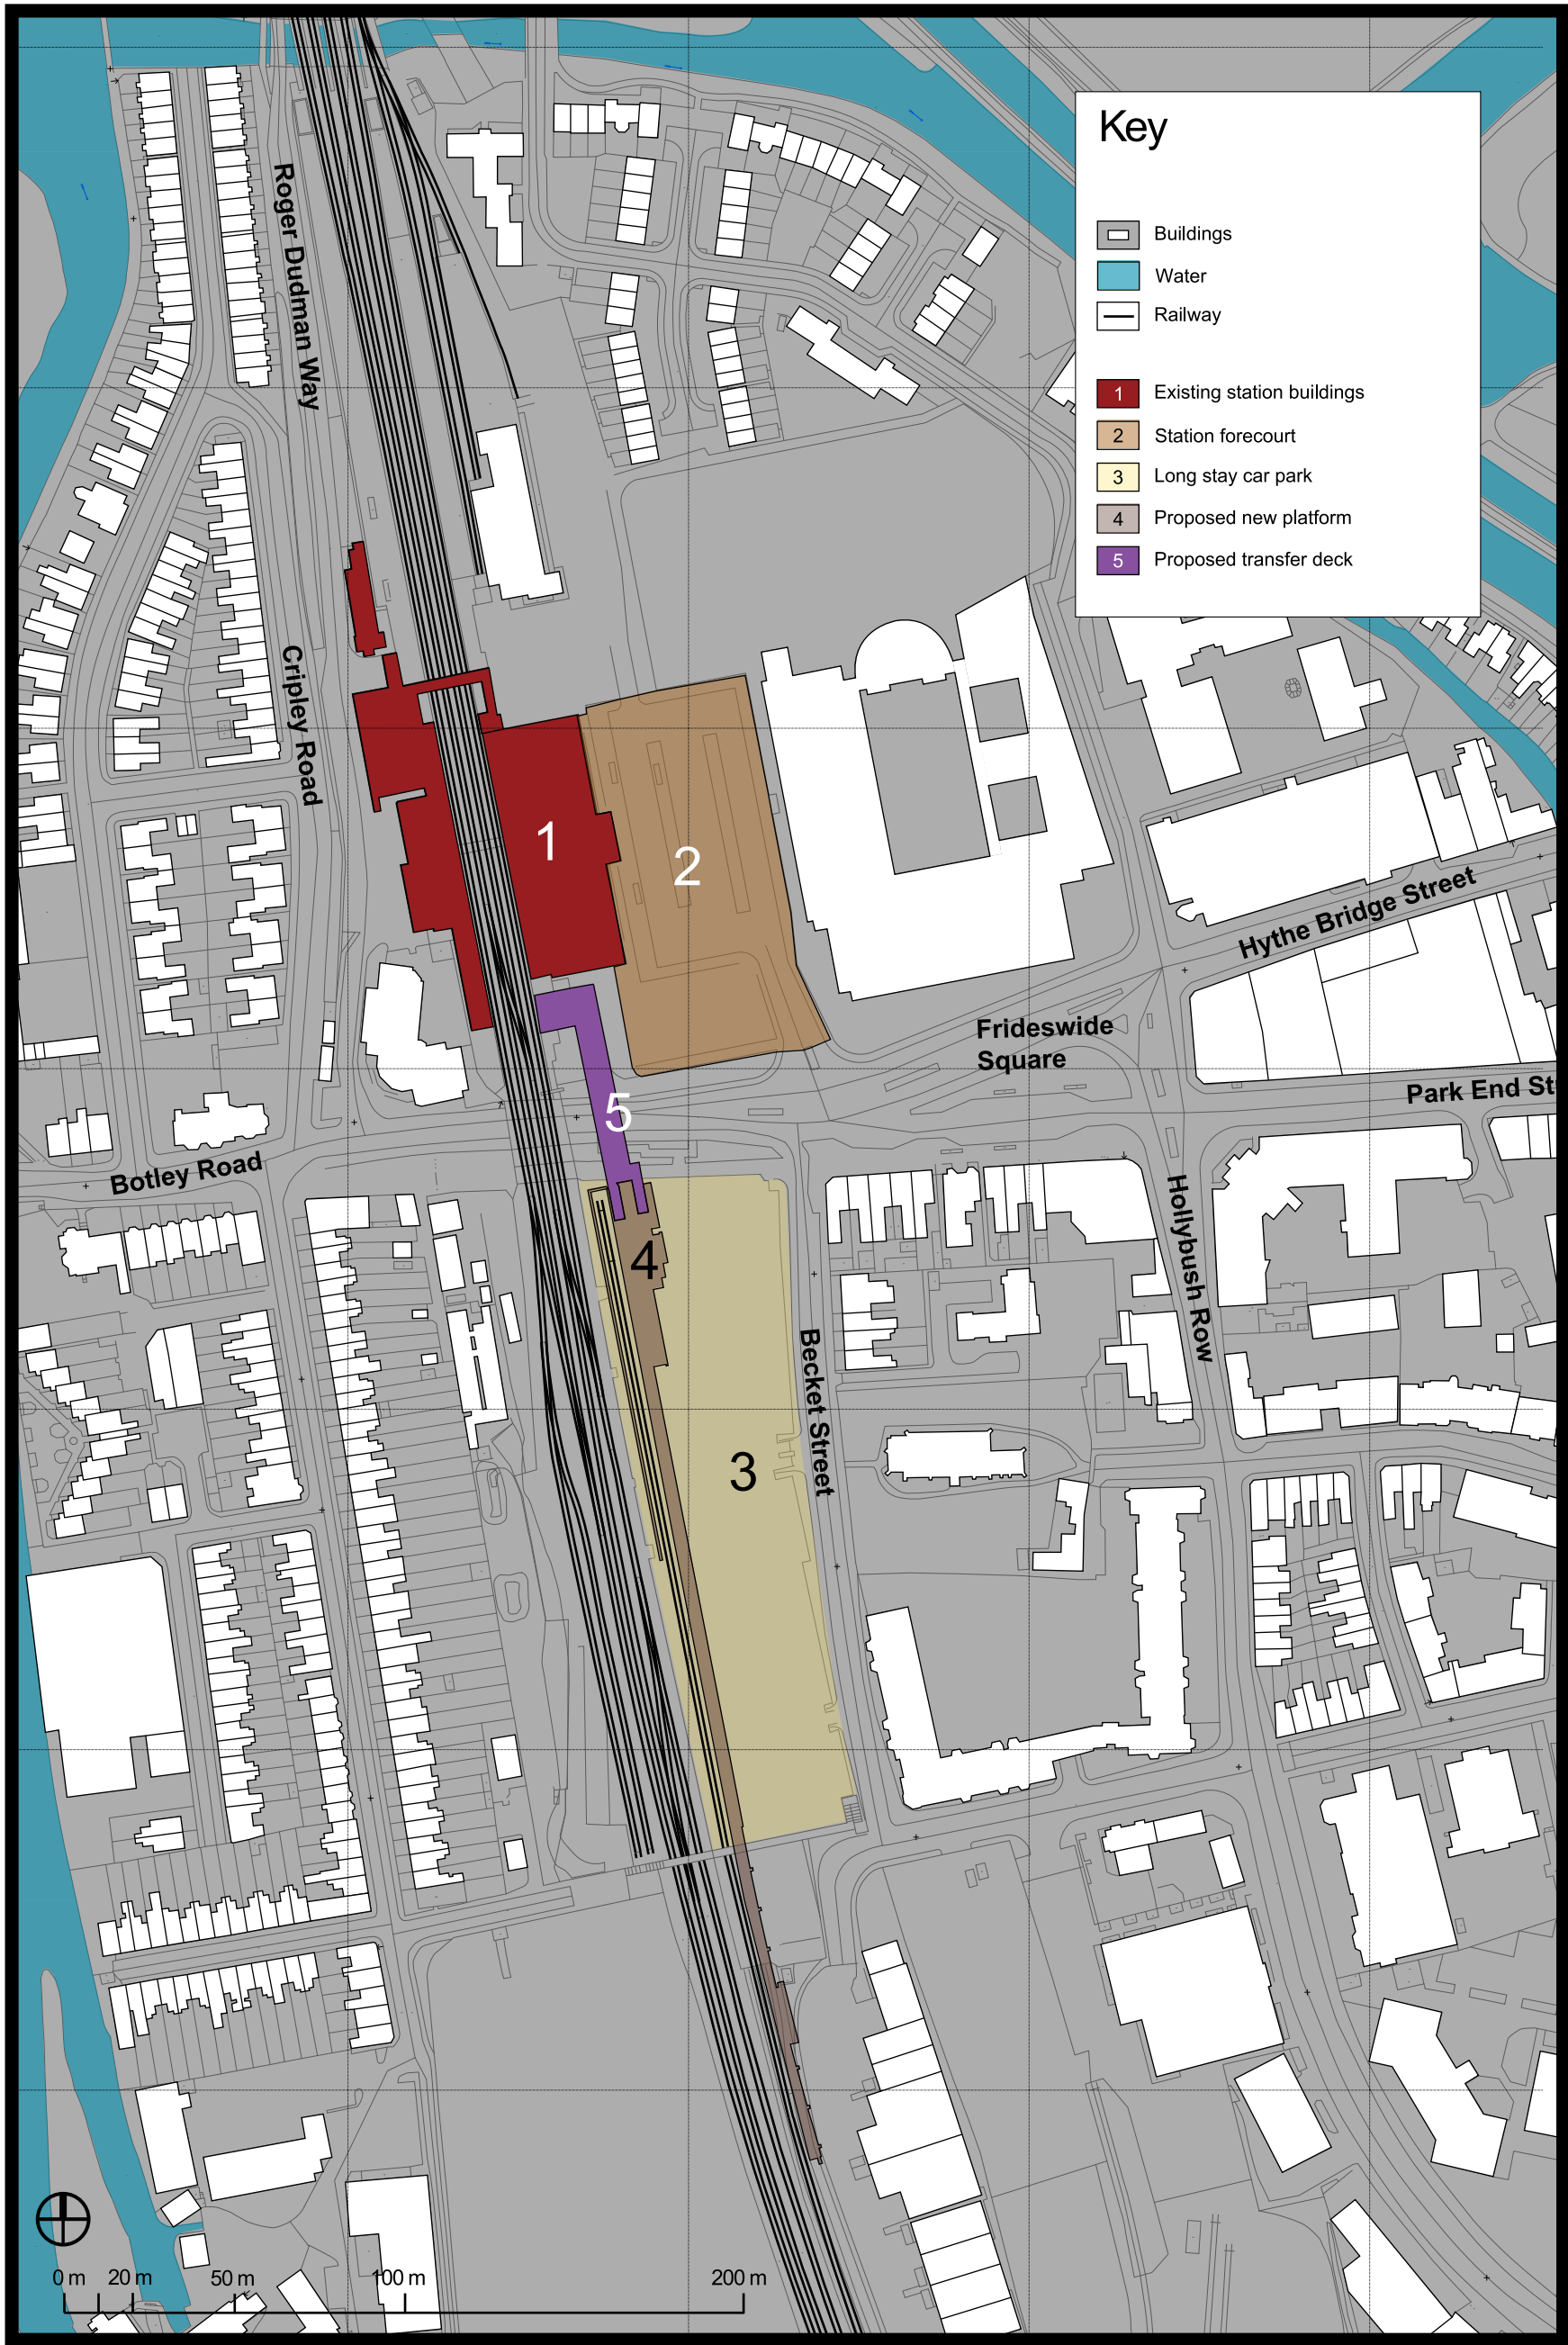 Key
Buildings
Water
Railway
1 Existing station buildings
2 Station forecourt
3 Long stay car park
4 Proposed new platform
5 Proposed transfer deck
Roger Dudman Way
Cripley Road
1
2
Hythe Bridge Street
Frideswide
Square
Park End St
5
Botley Road
Hollybush Row
4
Becket Street
3
0 m 20 m 50 m 100 m 200 m